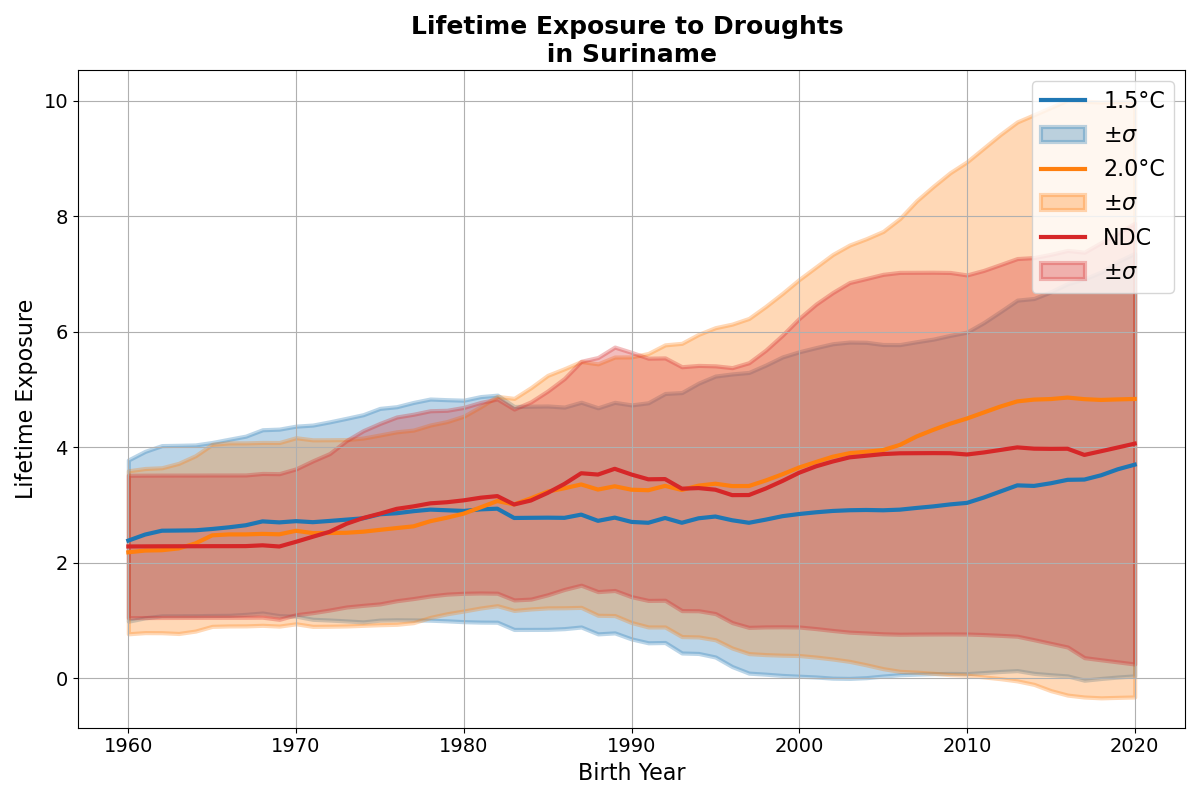 Lifetime Exposure to Droughts
in Suriname
Lifetime Exposure
10
8
6
4
2
0
1960
1970
1980
1990
2000
2010
2020
Birth Year
1.5°C
±σ
2.0°C
±σ
NDC
±σ